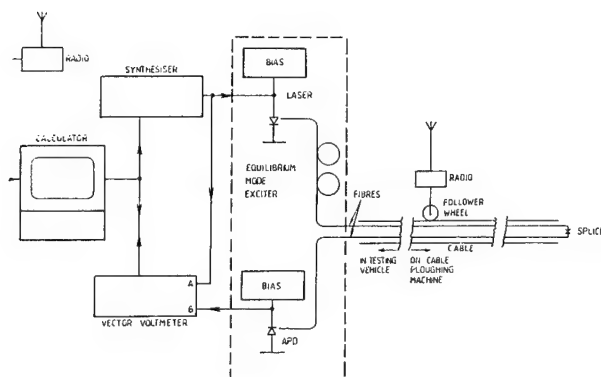 RADIO
SYNTHESISER
BIAS
LASER
CALCULATOR
EQUILIBRIUM
MODE
EXCITER
FIBRES
RADIO
FOLLOWER
WHEEL
SPLICE
CABLE
IN TESTING
VEHICLE
ON CABLE
PLOUGHING
MACHINE
A
B
VECTOR VOLTMETER
BIAS
APD